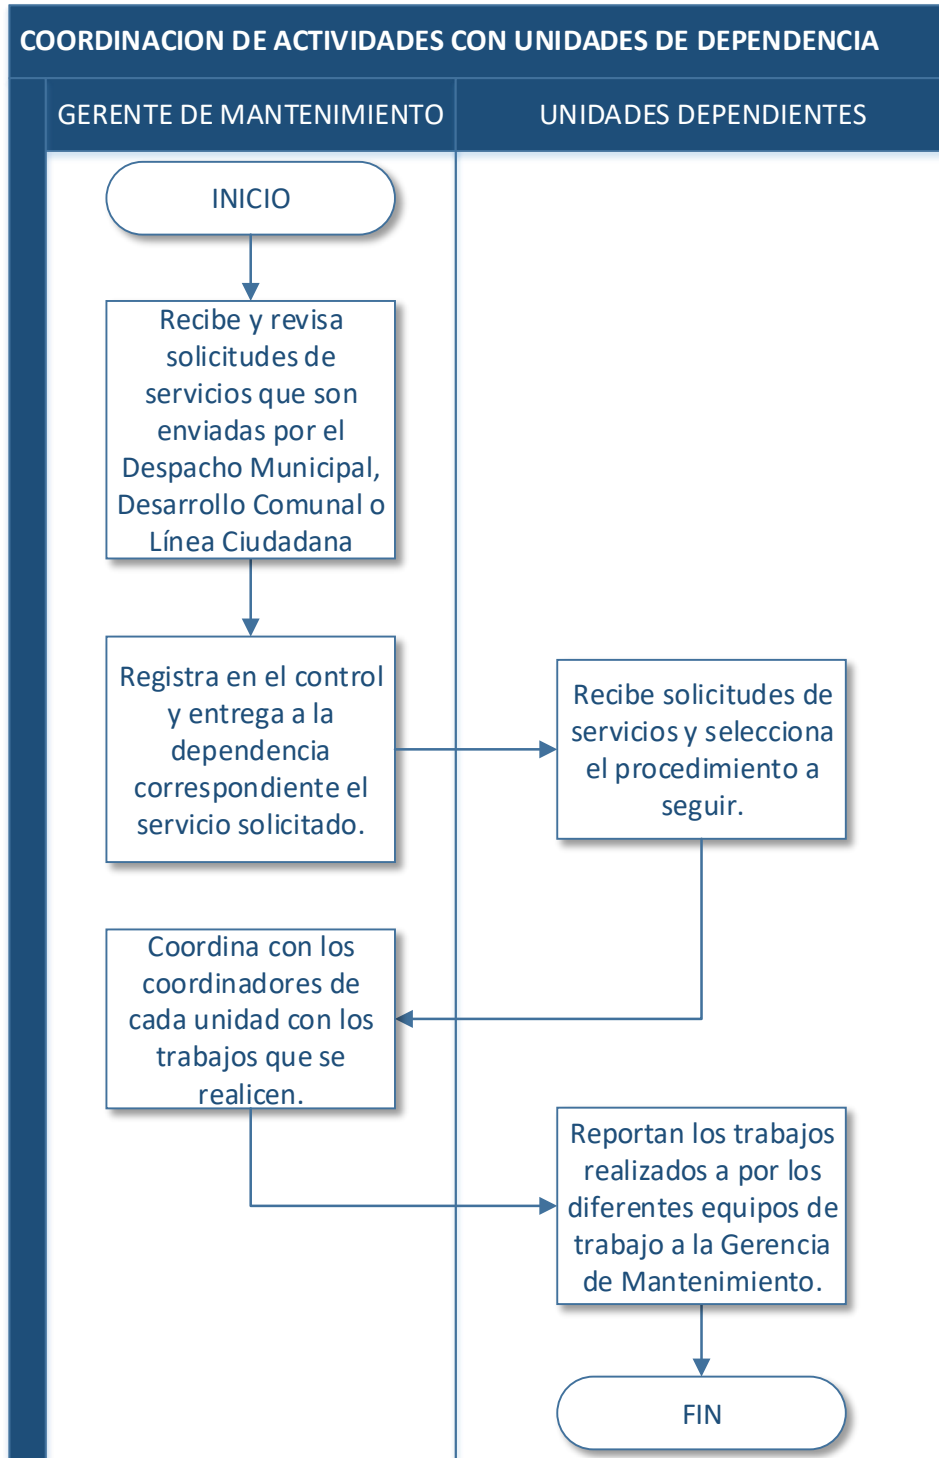 COORDINACION DE ACTIVIDADES CON UNIDADES DE DEPENDENCIA
GERENTE DE MANTENIMIENTO
UNIDADES DEPENDIENTES
INICIO
Recibe y revisa
solicitudes de
servicios que son
enviadas por el
Despacho Municipal,
Desarrollo Comunal o
Línea Ciudadana
Registra en el control
y entrega a la
dependencia
correspondiente el
servicio solicitado.
Recibe solicitudes de
servicios y selecciona
el procedimiento a
seguir.
Coordina con los
coordinadores de
cada unidad con los
trabajos que se
realicen.
Reportan los trabajos
realizados a por los
diferentes equipos de
trabajo a la Gerencia
de Mantenimiento.
FIN